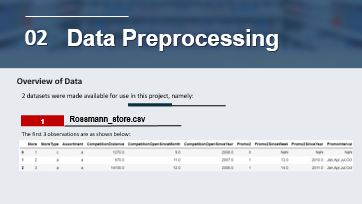 02 Data Preprocessing
Overview of Data
2 datasets were made available for use in this project, namely:
1 Rossmann_store.csv
The first 3 observations are as shown below:
Store StoreType Assortment CompetitionDistance CompetitionOpenSinceMonth CompetitionOpenSinceYear Promo2 Promo2SinceWeek Promo2SinceYear PromoInterval
0 1 c a 1270.0 9.0 2008.0 0 NaN NaN NaN
1 2 a a 570.0 11.0 2007.0 1 13.0 2010.0 Jan,Apr,Jul,Oct
2 3 a a 14130.0 12.0 2006.0 1 14.0 2011.0 Jan,Apr,Jul,Oct